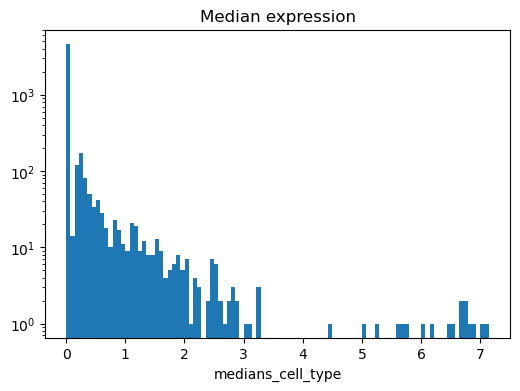 Median expression
10³
10²
10¹
10⁰
0 1 2 3 4 5 6 7
medians_cell_type